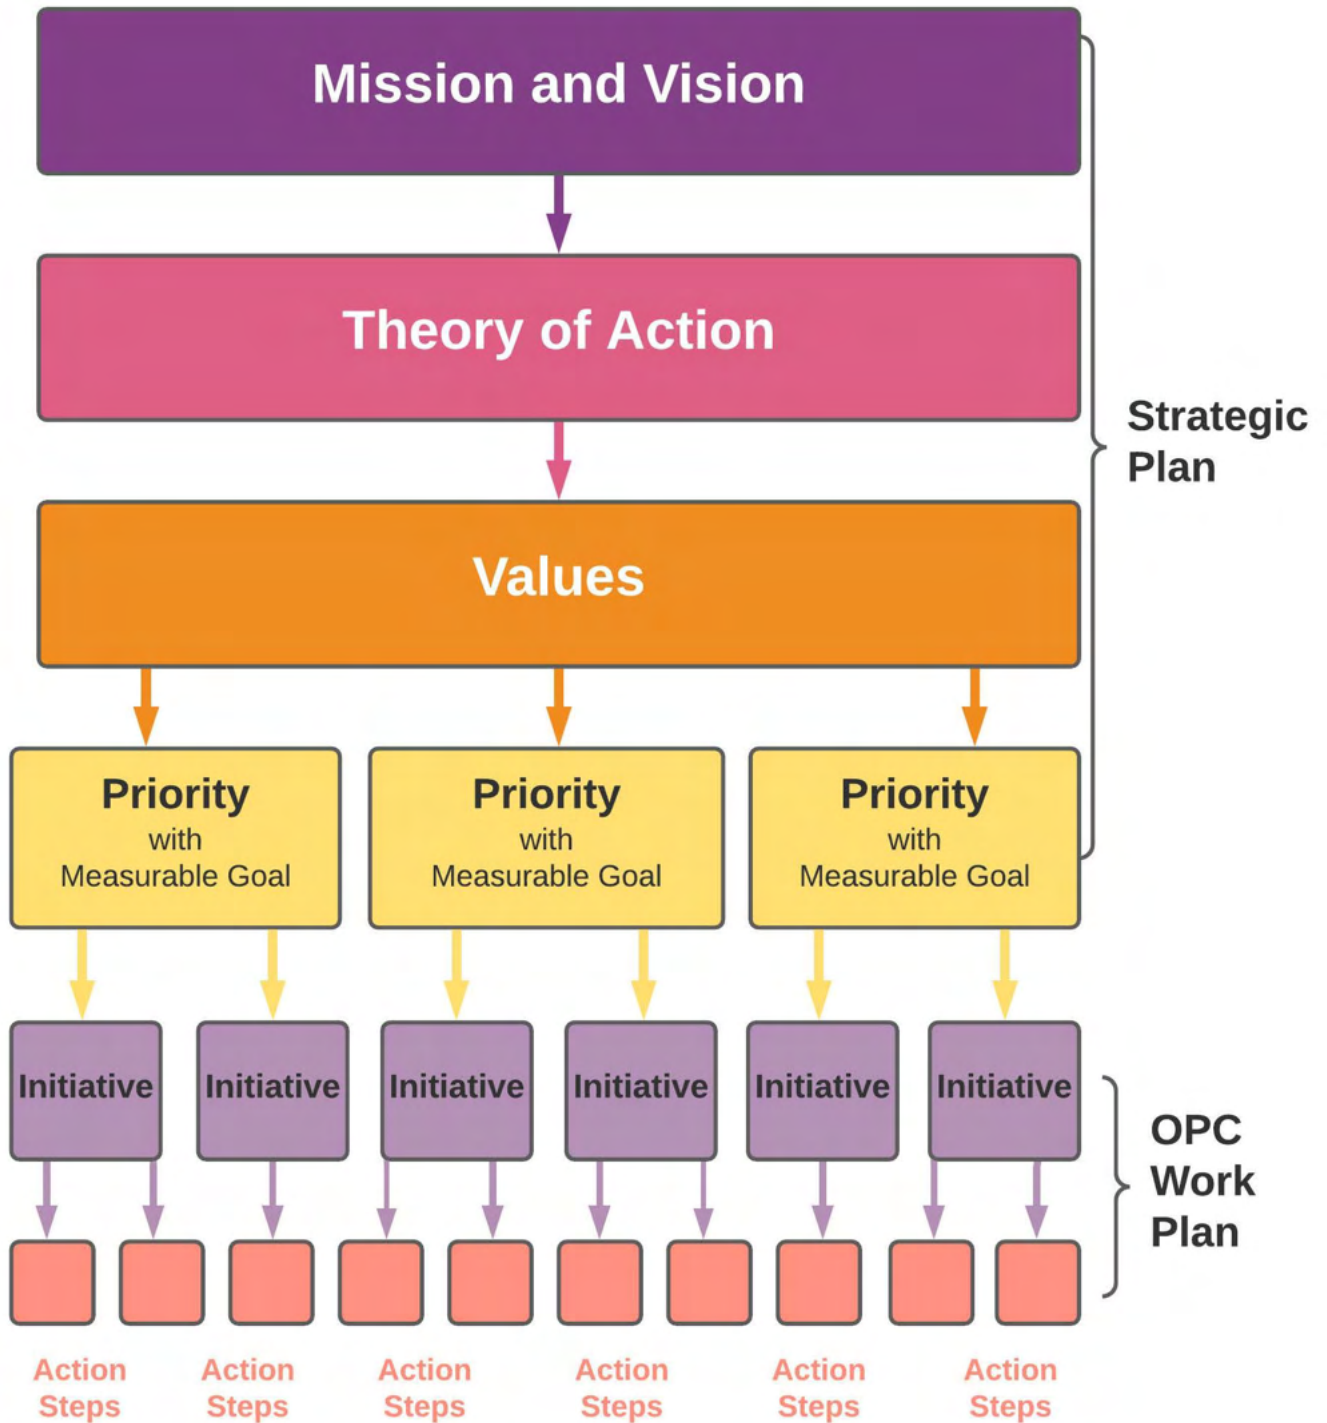 Mission and Vision
Theory of Action
Strategic
Plan
Values
Priority
with
Measurable Goal
Priority
with
Measurable Goal
Priority
with
Measurable Goal
Initiative
Initiative
Initiative
Initiative
Initiative
Initiative
OPC
Work
Plan
Action
Steps
Action
Steps
Action
Steps
Action
Steps
Action
Steps
Action
Steps